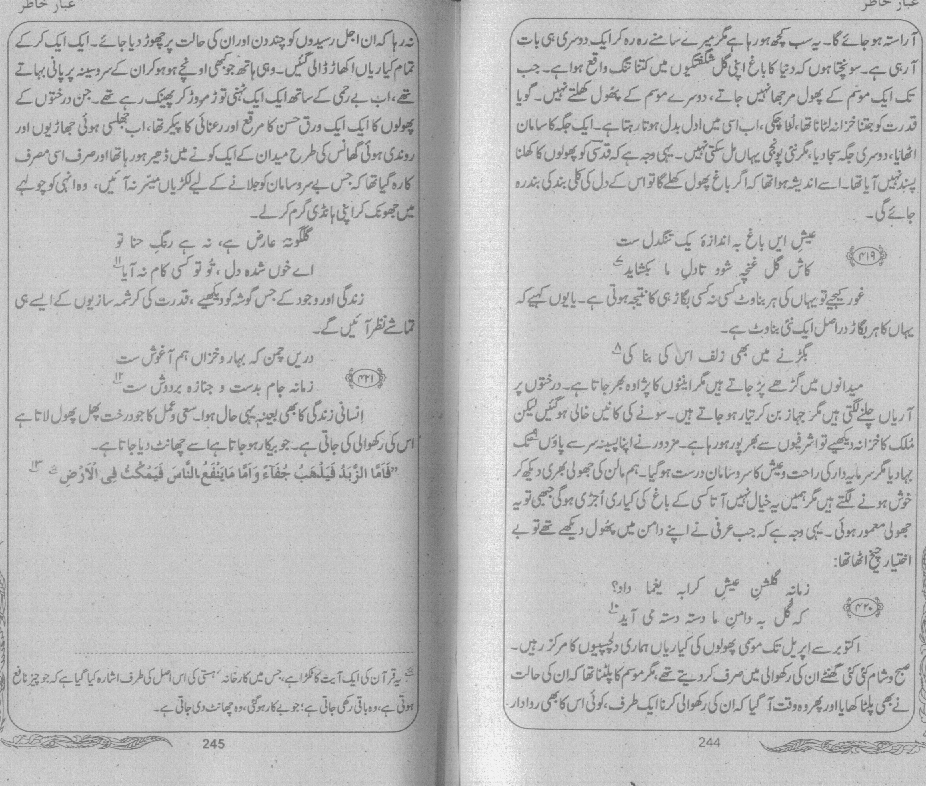 غبار خاطر
آراستہ ہو جائے گا۔ یہ سب کچھ ہو رہا ہے مگر میرے سامنے رہ رہ کر ایک دوسری ہی بات
آ رہی ہے۔ سونچتا ہوں کہ دنیا کا باغ اپنی گل شگفتگیوں میں کتنا تنگ واقع ہوا ہے۔ جب
تک ایک موسم کے پھول مرجھا نہیں جاتے، دوسرے موسم کے پھول کھلتے نہیں۔ گویا
قدرت کو جتنا خزانہ لٹانا تھا، لٹا چکی، اب اسی میں ادل بدل ہوتا رہتا ہے۔ ایک جگہ کا سامان
اٹھایا، دوسری جگہ سجا دیا، مگر نئی پونجی یہاں مل سکتی نہیں۔ یہی وجہ ہے کہ قدسی کو پھولوں کا کھلنا
پسند نہیں آیا تھا۔ اسے اندیشہ ہوا تھا کہ اگر باغ پھول کھلے گا تو اس کے دل کی کلی بند کی بند رہ
جائے گی۔
عیش ایں باغ بہ اندازۂ یک تنگدل ست
۴۱۹
کاش گل غنچہ شود تا دلِ ما بکشاید ؎
غور کیجیے تو یہاں کی ہر بناوٹ کسی نہ کسی بگاڑ ہی کا نتیجہ ہوتی ہے۔ یا یوں کہیے کہ
یہاں کا ہر بگاڑ دراصل ایک نئی بناوٹ ہے۔
بگڑنے میں بھی زلف اس کی بنا کی ۸؎
میدانوں میں گڑھے پڑ جاتے ہیں مگر اینٹوں کا پژاوہ بھر جاتا ہے۔ درختوں پر
آریاں چلنے لگتی ہیں مگر جہاز بن کر تیار ہو جاتے ہیں۔ سونے کی کانیں خالی ہو گئیں لیکن
ملک کا خزانہ دیکھیے تو اشرفیوں سے بھرپور ہو رہا ہے۔ مزدور نے اپنا پسینہ سر سے پاؤں تک
بہا دیا مگر سرمایہ دار کی راحت و عیش کا سروسامان درست ہو گیا۔ ہم مالن کی جھولی بھری دیکھ کر
خوش ہونے لگتے ہیں مگر ہمیں یہ خیال نہیں آتا کسی کے باغ کی کیاری اُجڑی ہوگی جبھی تو یہ
جھولی معمور ہوئی۔ یہی وجہ ہے کہ جب عرفی نے اپنے دامن میں پھول دیکھے تھے تو بے
اختیار چیخ اٹھا تھا:
زمانہ گلشنِ عیشِ کرابہ یغما داد؟
۴۲۰
کہ گل بہ دامنِ ما دستہ دستہ می آید ؎
اکتوبر سے اپریل تک موسمی پھولوں کی کیاریاں ہماری دلچسپیوں کا مرکز رہیں۔
صبح و شام کئی کئی گھنٹے ان کی رکھوالی میں صرف کر دیتے تھے، مگر موسم کا پلٹنا تھا کہ ان کی حالت
نے بھی پلٹا کھایا اور پھر وہ وقت آ گیا کہ ان کی رکھوالی کرنا ایک طرف، کوئی اس کا بھی روادار
244
غبار خاطر
نہ رہا کہ ان اجل رسیدوں کو چند دن اور ان کی حالت پر چھوڑ دیا جائے۔ ایک ایک کر کے
تمام کیاریاں اکھاڑ ڈالی گئیں۔ وہی ہاتھ جو کبھی اونچے ہو ہو کر ان کے سر و سینہ پر پانی بہاتے
تھے، اب بے رحمی کے ساتھ ایک ایک ٹہنی توڑ مروڑ کر پھینک رہے تھے۔ جن درختوں کے
پھولوں کا ایک ایک ورق حسن کا مرقع اور رعنائی کا پیکر تھا، اب جھلسی ہوئی جھاڑیوں اور
روندی ہوئی گھانس کی طرح میدان کے ایک کونے میں ڈھیر ہو رہا تھا اور صرف اسی مصرف
کا رہ گیا تھا کہ جس بے سروسامان کو جلانے کے لیے لکڑیاں میسر نہ آئیں، وہ انہی کو چولہے
میں جھونک کر اپنی ہانڈی گرم کر لے۔
گلگونۂ عارض ہے، نہ ہے رنگِ حنا تو
اے خوں شدہ دل، تُو تو کسی کام نہ آیا ۱۱؎
زندگی اور وجود کے جس گوشہ کو دیکھیے، قدرت کی کرشمہ سازیوں کے ایسے ہی
تماشے نظر آئیں گے۔
دریں چمن کہ بہار و خزاں ہم آغوش ست
۴۲۱
زمانہ جام بدست و جنازہ بردوش ست ۱۲؎
انسانی زندگی کا بھی بعینہٖ یہی حال ہوا۔ سعی و عمل کا جو درخت پھل پھول لاتا ہے
اس کی رکھوالی کی جاتی ہے۔ جو بیکار ہو جاتا ہے اسے چھانٹ دیا جاتا ہے۔
"فَاَمَّا الزَّبَدُ فَیَذْهَبُ جُفَاءً وَاَمَّا مَایَنْفَعُ النَّاسَ فَیَمْکُثُ فِی الْاَرْضِ ۱۳؎
یہ قرآن کی ایک آیت کا ٹکڑا ہے، جس میں کارخانۂ ہستی کی اس اصل کی طرف اشارہ کیا گیا ہے کہ جو چیز نافع
ہوتی ہے، وہ باقی رکھی جاتی ہے؛ جو بے کار ہو گئی، وہ چھانٹ دی جاتی ہے۔
245